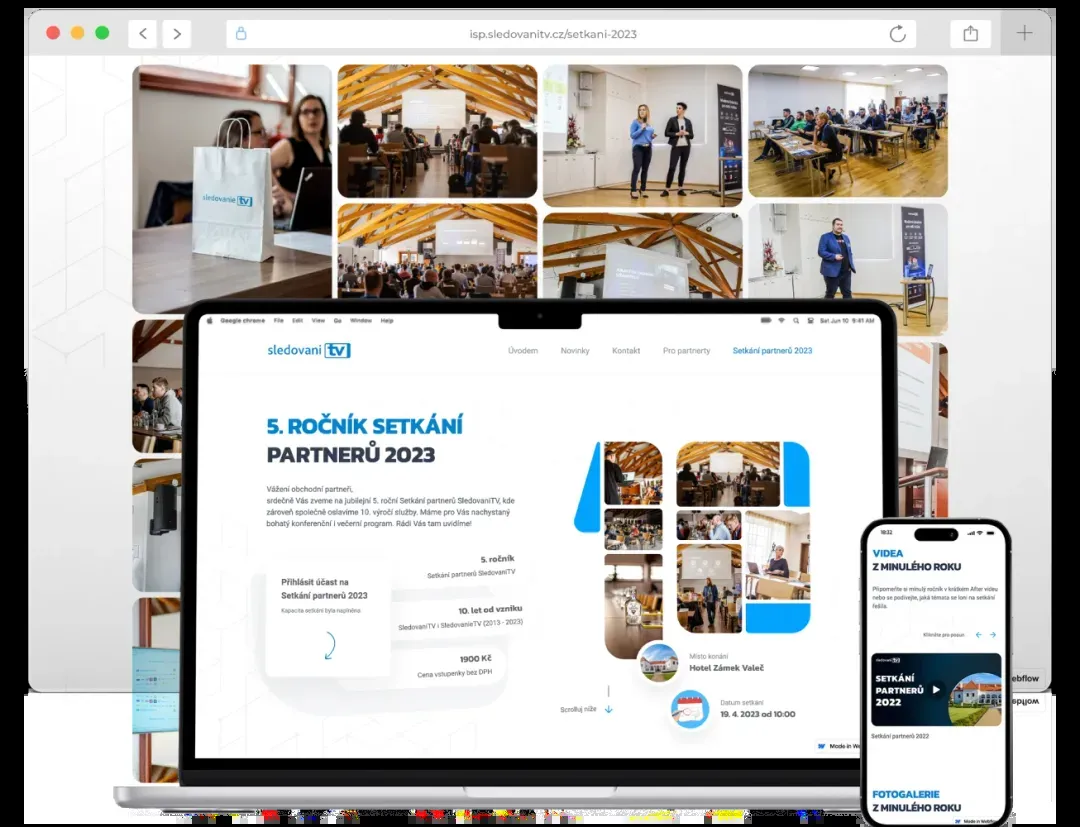 isp.sledovanitv.cz/setkani-2023
sledovanie tv
Google chrome File Edit View Go Window Help
Sat Jun 10 9:41 AM
sledovani tv
Úvodem Novinky Kontakt Pro partnerty Setkání partnerů 2023
5. ROČNÍK SETKÁNÍ
PARTNERŮ 2023
Vážení obchodní partneři,
srdečně Vás zveme na jubilejní 5. roční Setkání partnerů SledovaniTV, kde
zároveň společně oslavíme 10. výročí služby. Máme pro Vás nachystaný
bohatý konferenční i večerní program. Rádi Vás tam uvidíme!
5. ročník
Setkání partnerů SledovaniTV
Přihlásit účast na
Setkání partnerů 2023
Kapacita setkání byla naplněna
10. let od vzniku
SledovaniTV i SledovanieTV (2013 - 2023)
1900 Kč
Cena vstupenky bez DPH
Místo konání
Hotel Zámek Valeč
Datum setkání
19. 4. 2023 od 10:00
Scrolluj níže
Made in We
18:32
VIDEA
Z MINULÉHO ROKU
Připomeňte si minulý ročník v krátkém After videu
nebo se podívejte, jaká témata se loni na setkání
řešila.
Klikněte pro posun
sledovani tv
SETKÁNÍ
PARTNERŮ
2022
Setkání partnerů 2022
FOTOGALERIE
Z MINULÉHO ROKU
Made in Webflow
ebflow